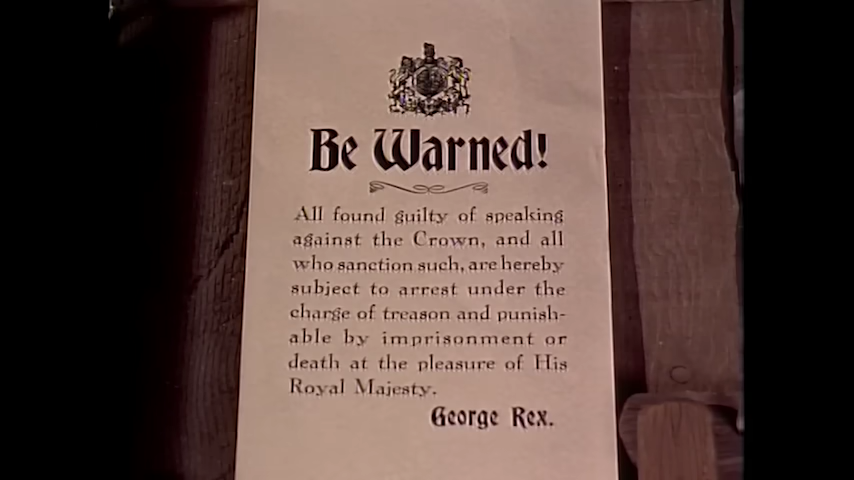 Be Warned!
All found guilty of speaking
against the Crown, and all
who sanction such, are hereby
subject to arrest under the
charge of treason and punish-
able by imprisonment or
death at the pleasure of His
Royal Majesty.
George Rex.